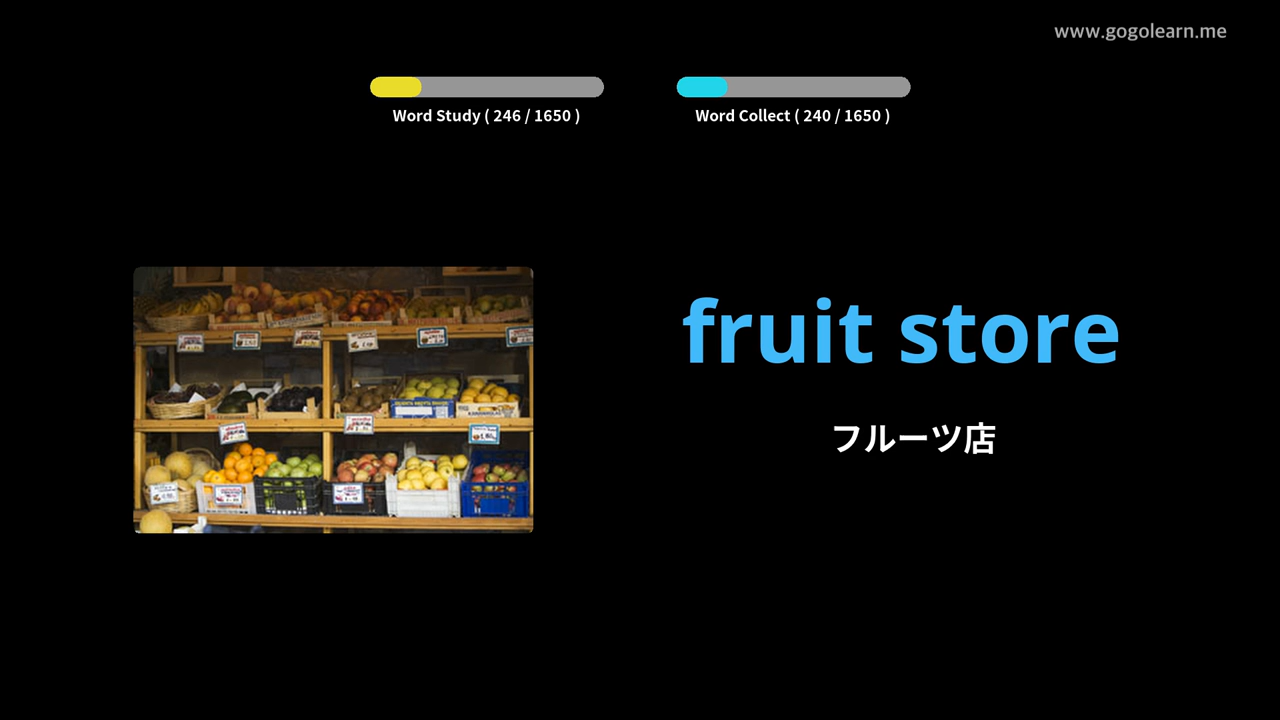 www.gogolearn.me
Word Study ( 246 / 1650 )
Word Collect ( 240 / 1650 )
fruit store
フルーツ店